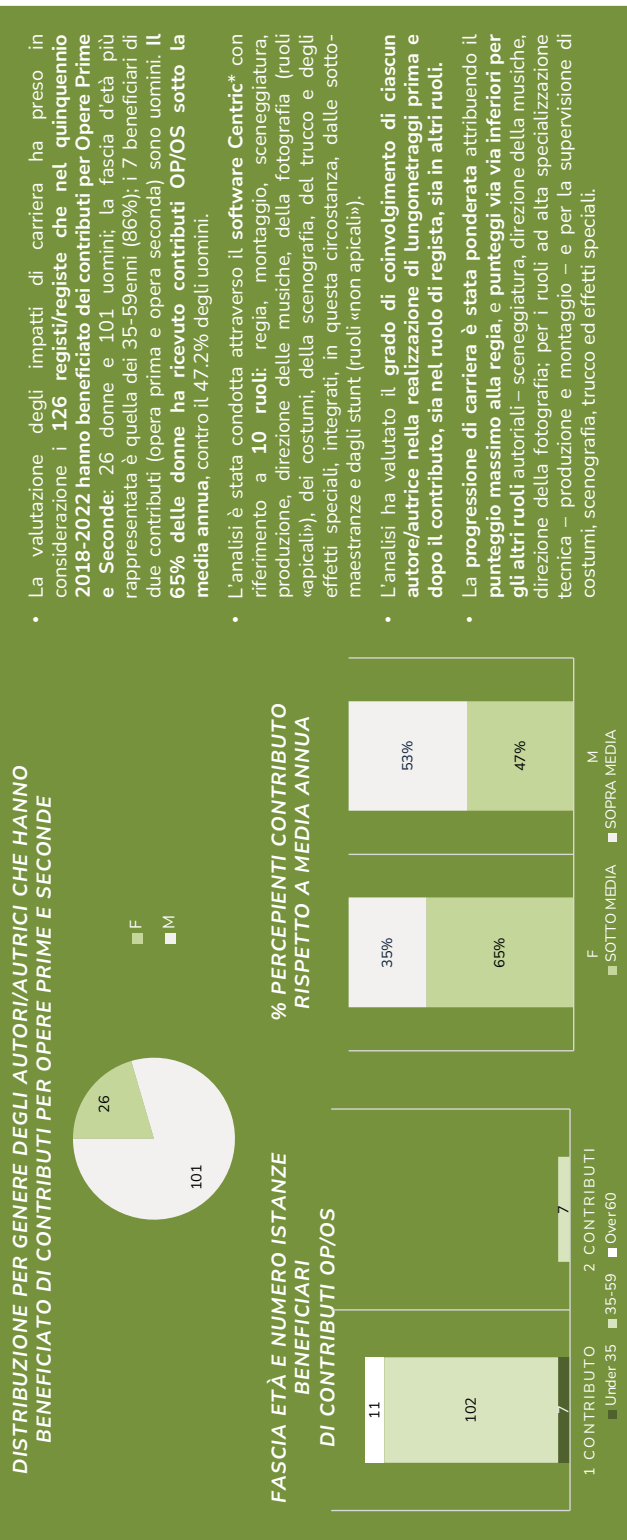 DISTRIBUZIONE PER GENERE DEGLI AUTORI/AUTRICI CHE HANNO
BENEFICIATO DI CONTRIBUTI PER OPERE PRIME E SECONDE
26
101
F
M
FASCIA ETÀ E NUMERO ISTANZE
BENEFICIARI
DI CONTRIBUTI OP/OS
11
102
7
7
1 CONTRIBUTO
2 CONTRIBUTI
Under 35
35-59
Over60
% PERCEPIENTI CONTRIBUTO
RISPETTO A MEDIA ANNUA
35%
65%
53%
47%
F
M
SOTTO MEDIA
SOPRA MEDIA
• La valutazione degli impatti di carriera ha preso in
considerazione i 126 registi/registe che nel quinquennio
2018-2022 hanno beneficiato dei contributi per Opere Prime
e Seconde: 26 donne e 101 uomini; la fascia d'età più
rappresentata è quella dei 35-59enni (86%); i 7 beneficiari di
due contributi (opera prima e opera seconda) sono uomini. Il
65% delle donne ha ricevuto contributi OP/OS sotto la
media annua, contro il 47.2% degli uomini.
• L'analisi è stata condotta attraverso il software Centric* con
riferimento a 10 ruoli: regia, montaggio, sceneggiatura,
produzione, direzione delle musiche, della fotografia (ruoli
«apicali»), dei costumi, della scenografia, del trucco e degli
effetti speciali, integrati, in questa circostanza, dalle sotto-
maestranze e dagli stunt (ruoli «non apicali»).
• L'analisi ha valutato il grado di coinvolgimento di ciascun
autore/autrice nella realizzazione di lungometraggi prima e
dopo il contributo, sia nel ruolo di regista, sia in altri ruoli.
• La progressione di carriera è stata ponderata attribuendo il
punteggio massimo alla regia, e punteggi via via inferiori per
gli altri ruoli autoriali – sceneggiatura, direzione della musiche,
direzione della fotografia; per i ruoli ad alta specializzazione
tecnica – produzione e montaggio – e per la supervisione di
costumi, scenografia, trucco ed effetti speciali.